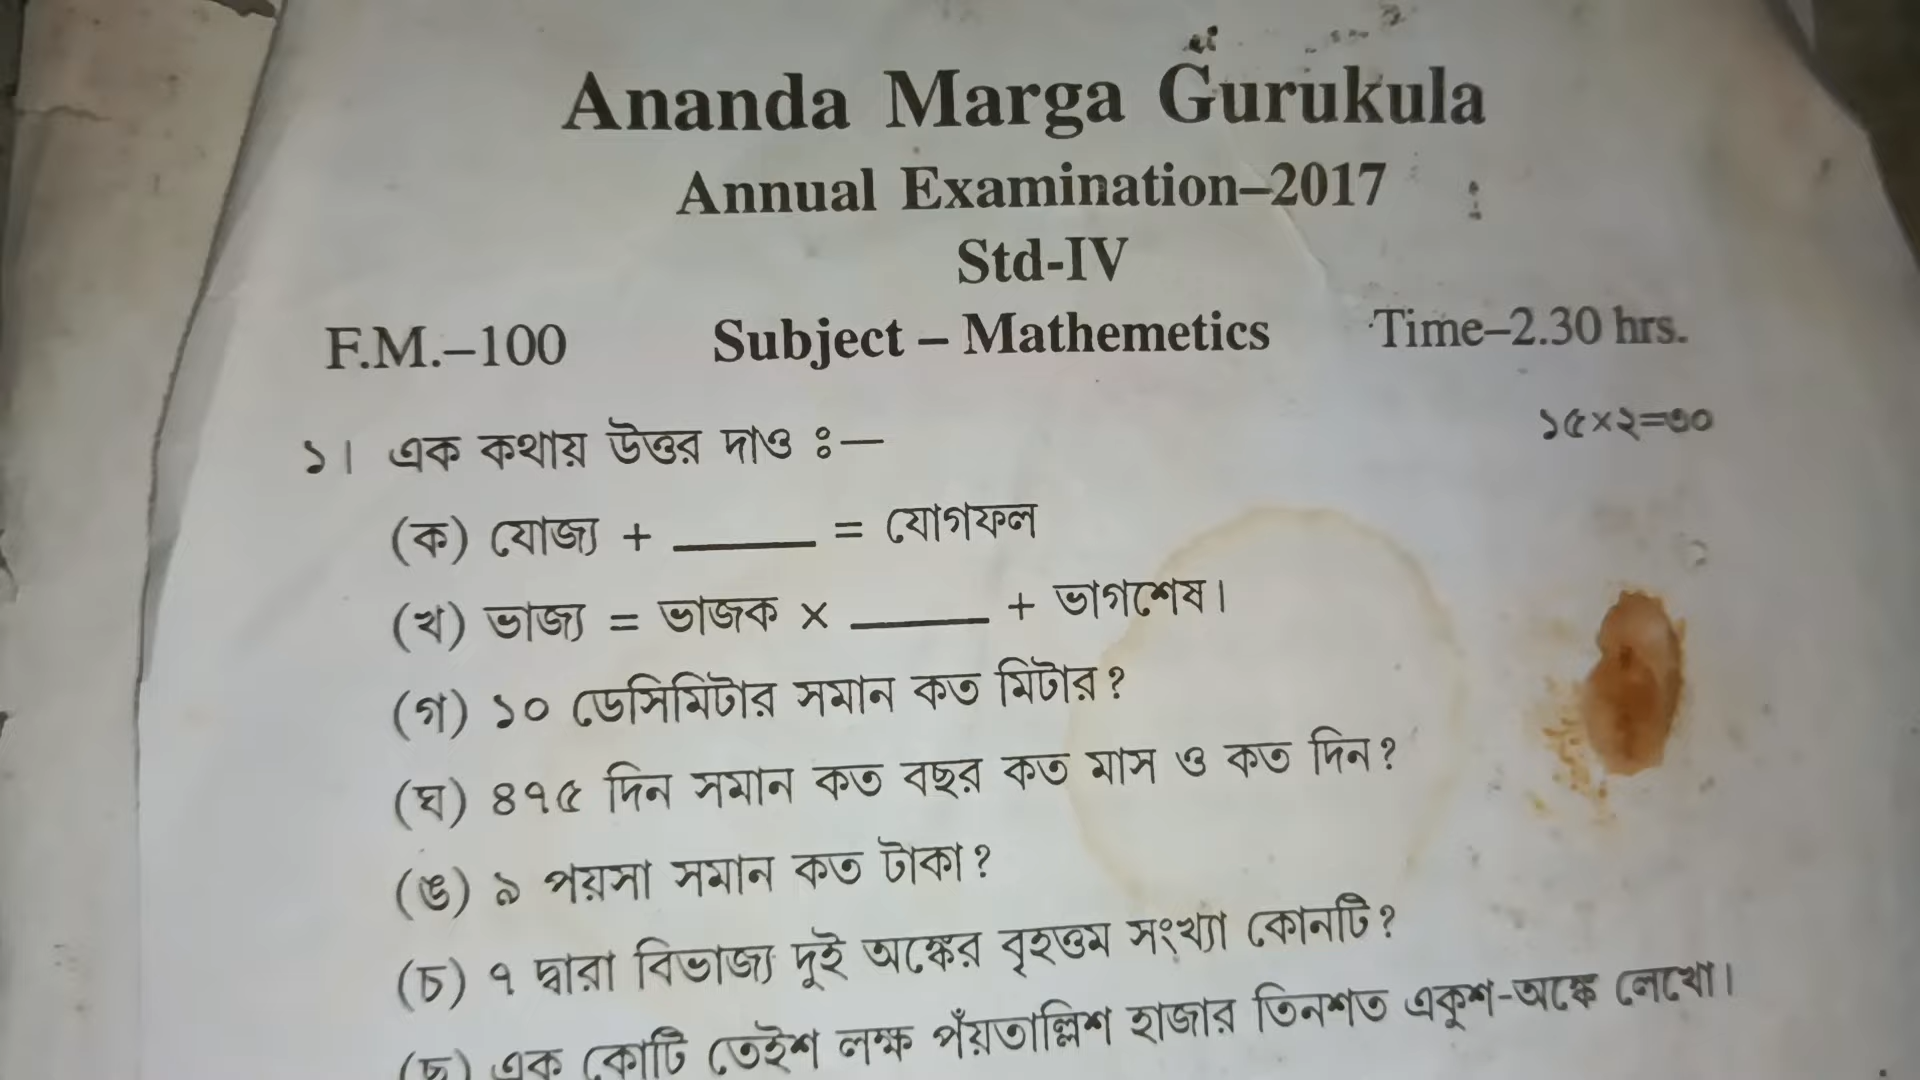 Ananda Marga Gurukula
Annual Examination–2017
Std-IV
F.M.–100 Subject – Mathemetics Time–2.30 hrs.
১। একে কথায় উত্তর দাও ঃ— ১৫×২=৩০
(ক) যোজ্য + _____ = যোগফল
(খ) ভাজ্য = ভাজক × _____ + ভাগশেষ।
(গ) ১০ ডেসিমিটার সমান কত মিটার?
(ঘ) ৪৭৫ দিন সমান কত বছর কত মাস ও কত দিন?
(ঙ) ৯ পয়সা সমান কত টাকা?
(চ) ৭ দ্বারা বিভাজ্য দুই অঙ্কের বৃহত্তম সংখ্যা কোনটি?
(ছ) এক কোটি তেইশ লক্ষ পঁয়তাল্লিশ হাজার তিনশত একুশ-অঙ্কে লেখো।